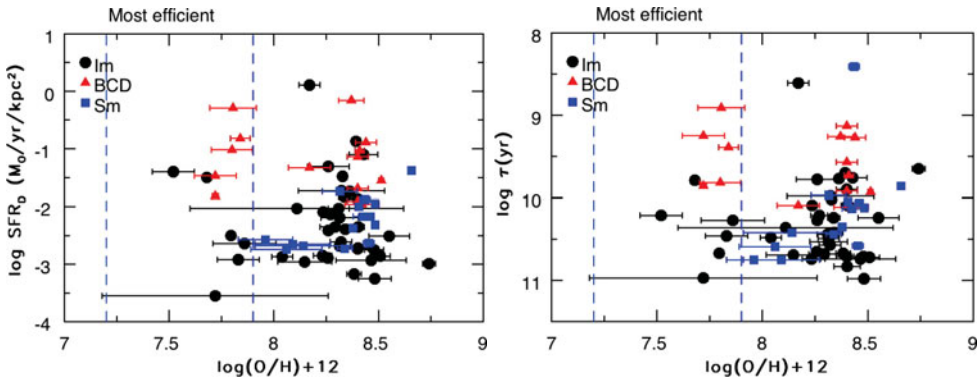 Most efficient
1
0
-1
-2
-3
-4
log SFR_D (M_o/yr/kpc²)
Im
BCD
Sm
7
7.5
8
8.5
9
log(O/H)+12
Most efficient
8
9
10
11
log τ(yr)
Im
BCD
Sm
7
7.5
8
8.5
9
log(O/H)+12